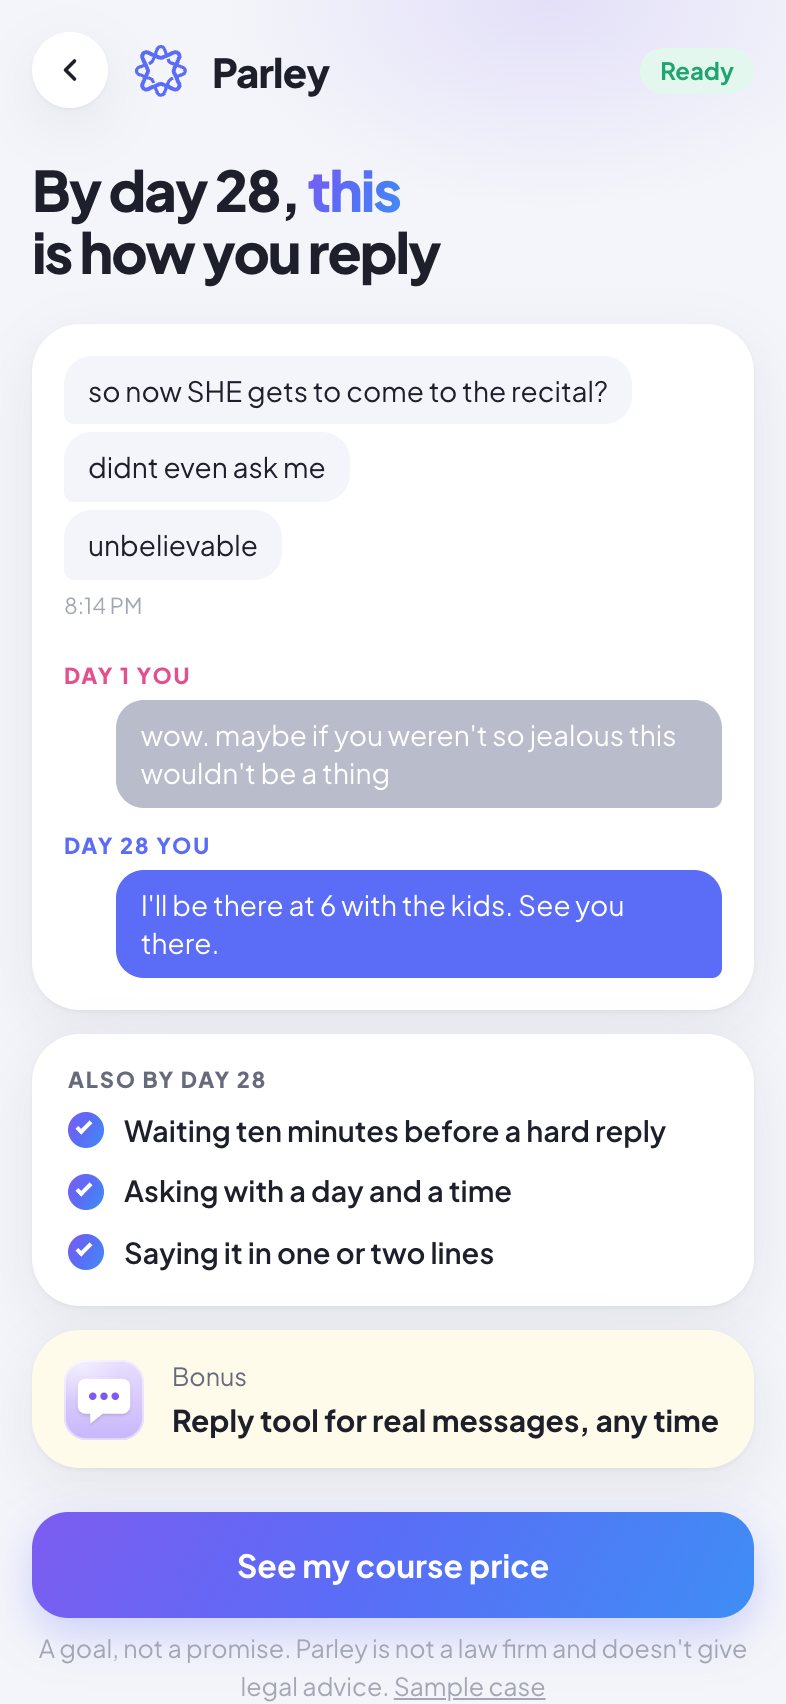 Parley
Ready
By day 28, this
is how you reply
so now SHE gets to come to the recital?
didnt even ask me
unbelievable
8:14 PM
DAY 1 YOU
wow. maybe if you weren't so jealous this
wouldn't be a thing
DAY 28 YOU
I'll be there at 6 with the kids. See you
there.
ALSO BY DAY 28
Waiting ten minutes before a hard reply
Asking with a day and a time
Saying it in one or two lines
Bonus
Reply tool for real messages, any time
See my course price
A goal, not a promise. Parley is not a law firm and doesn't give
legal advice. Sample case